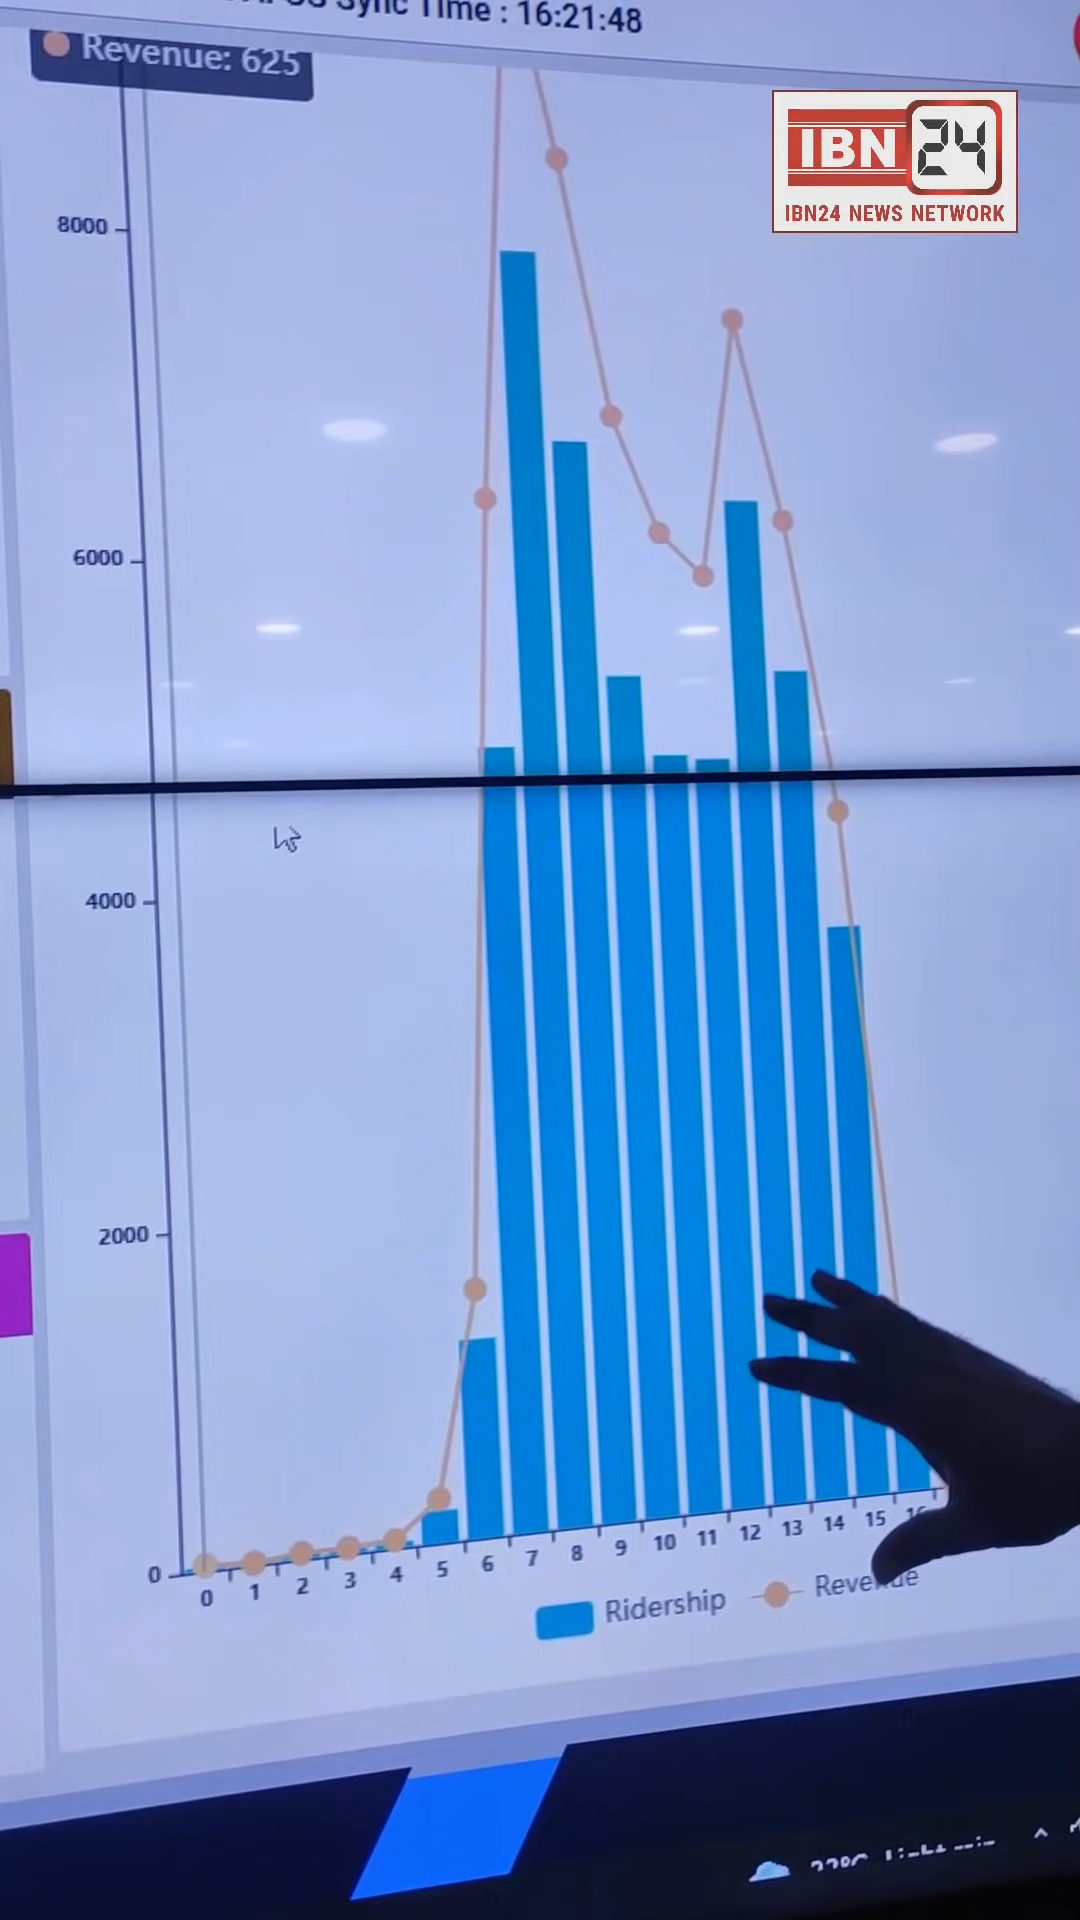 Sync Time : 16:21:48
Revenue: 625
IBN 24
IBN24 NEWS NETWORK
8000
6000
4000
2000
0
0 1 2 3 4 5 6 7 8 9 10 11 12 13 14 15
Ridership Revenue